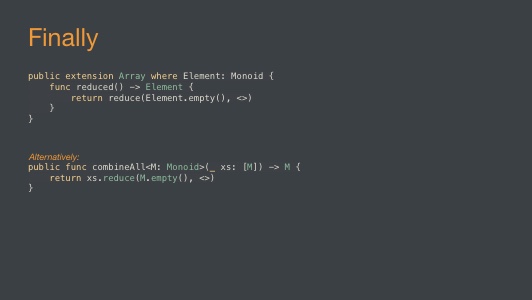 Finally
public extension Array where Element: Monoid {
    func reduced() -> Element {
        return reduce(Element.empty(), <>)
    }
}
Alternatively:
public func combineAll<M: Monoid>(_ xs: [M]) -> M {
    return xs.reduce(M.empty(), <>)
}